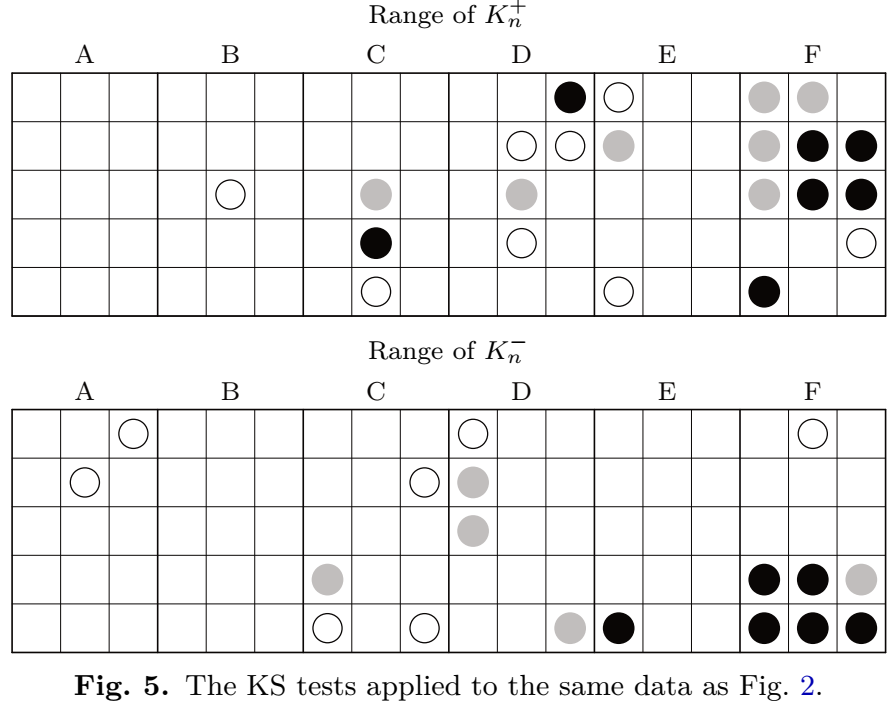 Range of K_n^+
A B C D E F
Range of K_n^−
A B C D E F
Fig. 5. The KS tests applied to the same data as Fig. 2.